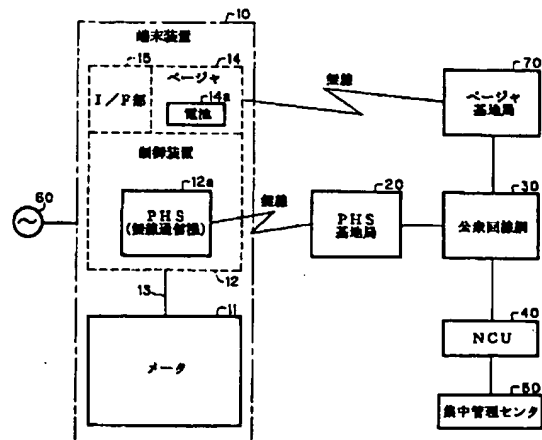 10
端末装置
15
14
ページャ
I/F部
14a
電池
無線
70
ページャ
基地局
制御装置
12a
PHS
(無線通信機)
無線
20
PHS
基地局
30
公衆回線網
60
13
12
11
メータ
40
NCU
50
集中管理センタ